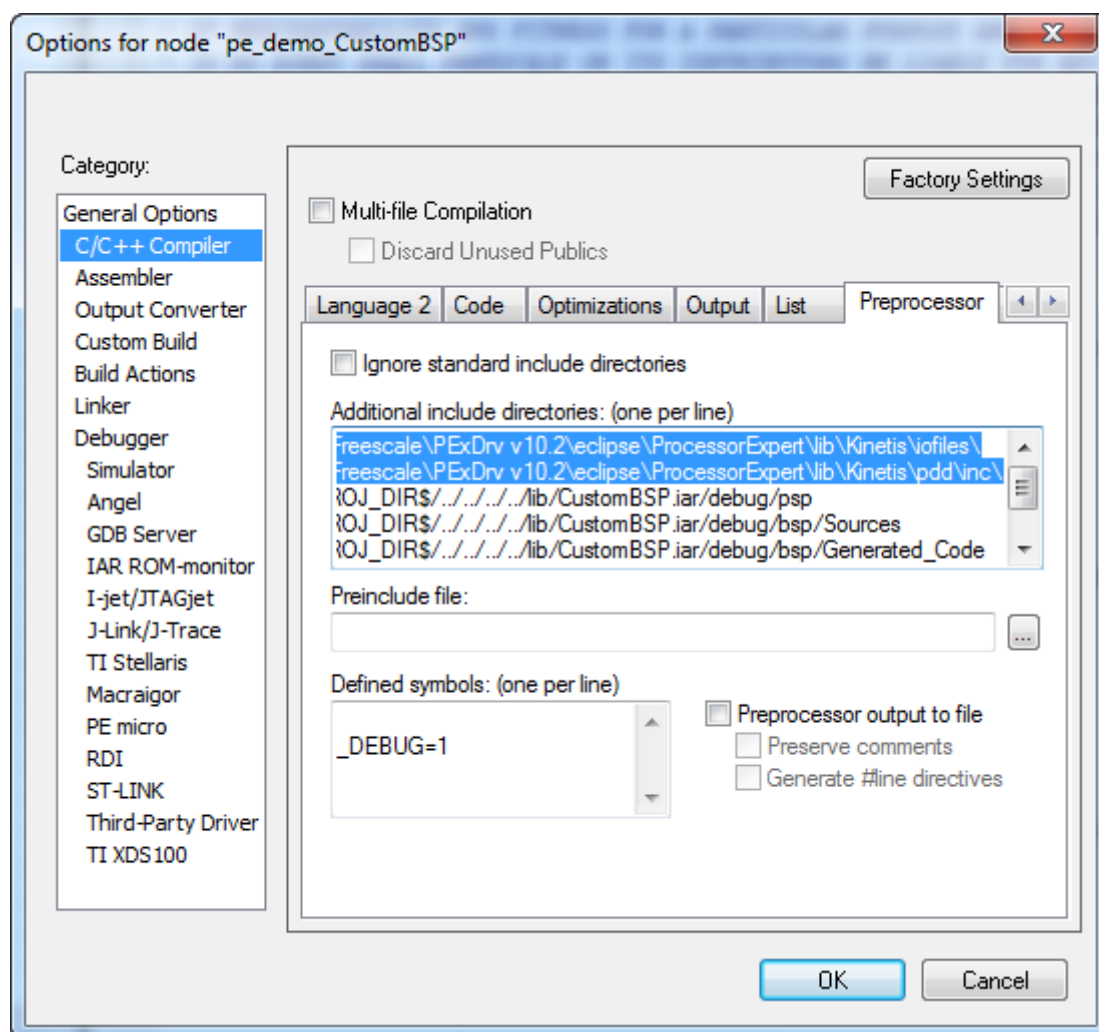 Options for node "pe_demo_CustomBSP"
Category:
General Options
C/C++ Compiler
Assembler
Output Converter
Custom Build
Build Actions
Linker
Debugger
Simulator
Angel
GDB Server
IAR ROM-monitor
I-jet/JTAGjet
J-Link/J-Trace
TI Stellaris
Macraigor
PE micro
RDI
ST-LINK
Third-Party Driver
TI XDS100
Factory Settings
Multi-file Compilation
Discard Unused Publics
Language 2 Code Optimizations Output List Preprocessor
Ignore standard include directories
Additional include directories: (one per line)
Freescale\PExDrv v10.2\eclipse\ProcessorExpert\lib\Kinetis\iofiles\
Freescale\PExDrv v10.2\eclipse\ProcessorExpert\lib\Kinetis\pdd\inc\
ROJ_DIR$/../../../../lib/CustomBSP.iar/debug/psp
ROJ_DIR$/../../../../lib/CustomBSP.iar/debug/bsp/Sources
ROJ_DIR$/../../../../lib/CustomBSP.iar/debug/bsp/Generated_Code
Preinclude file:
...
Defined symbols: (one per line)
_DEBUG=1
Preprocessor output to file
Preserve comments
Generate #line directives
OK Cancel